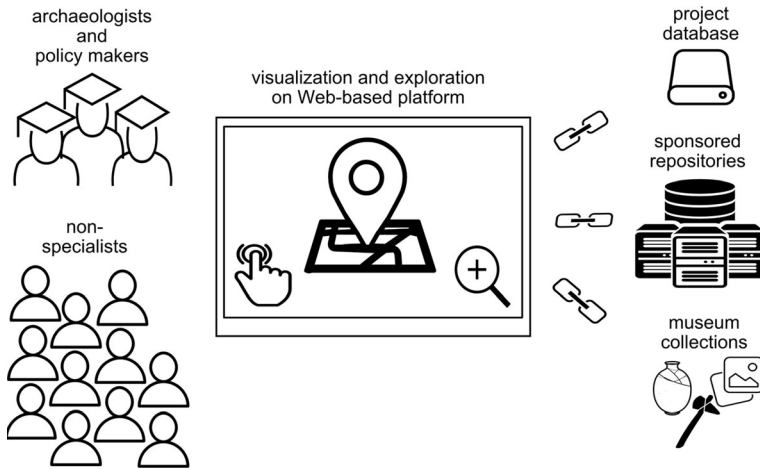 archaeologists
and
policy makers
non-
specialists
visualization and exploration
on Web-based platform
project
database
sponsored
repositories
museum
collections